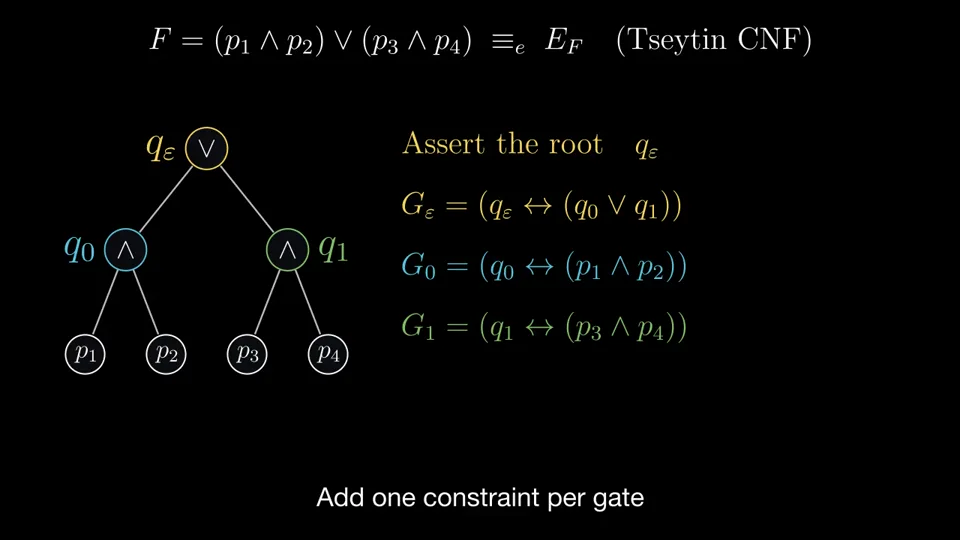 F = (p₁ ∧ p₂) ∨ (p₃ ∧ p₄) ≡ₑ E_F (Tseytin CNF)
q_ε ∨
Assert the root q_ε
G_ε = (q_ε ↔ (q₀ ∨ q₁))
q₀ ∧ ∧ q₁
G₀ = (q₀ ↔ (p₁ ∧ p₂))
G₁ = (q₁ ↔ (p₃ ∧ p₄))
p₁ p₂ p₃ p₄
Add one constraint per gate